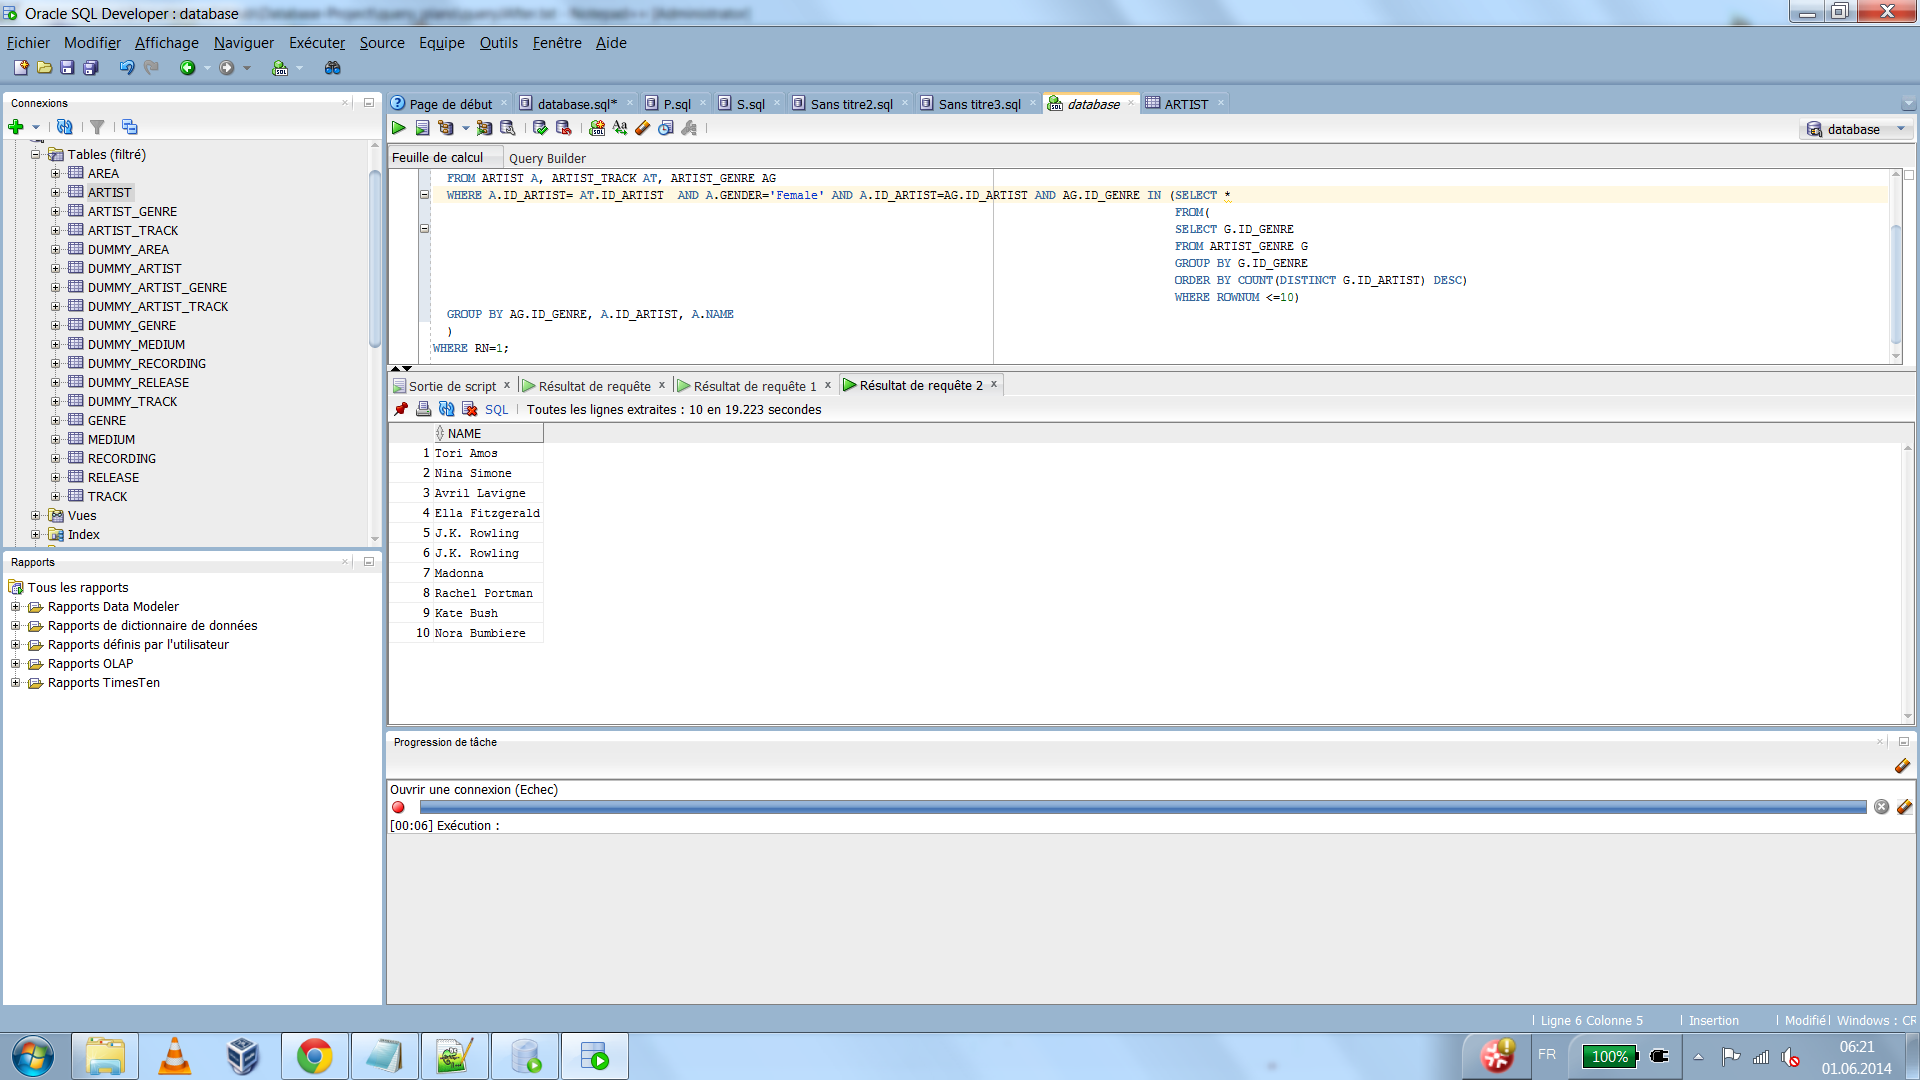 Oracle SQL Developer : database
Fichier Modifier Affichage Naviguer Exécuter Source Equipe Outils Fenêtre Aide
Connexions
Tables (filtré)
AREA
ARTIST
ARTIST_GENRE
ARTIST_TRACK
DUMMY_AREA
DUMMY_ARTIST
DUMMY_ARTIST_GENRE
DUMMY_ARTIST_TRACK
DUMMY_GENRE
DUMMY_MEDIUM
DUMMY_RECORDING
DUMMY_RELEASE
DUMMY_TRACK
GENRE
MEDIUM
RECORDING
RELEASE
TRACK
Vues
Index
Rapports
Tous les rapports
Rapports Data Modeler
Rapports de dictionnaire de données
Rapports définis par l'utilisateur
Rapports OLAP
Rapports TimesTen
Page de début database.sql* P.sql S.sql Sans titre2.sql Sans titre3.sql database ARTIST
database
Feuille de calcul Query Builder
FROM ARTIST A, ARTIST_TRACK AT, ARTIST_GENRE AG
WHERE A.ID_ARTIST= AT.ID_ARTIST  AND A.GENDER='Female' AND A.ID_ARTIST=AG.ID_ARTIST AND AG.ID_GENRE IN (SELECT *
FROM(
SELECT G.ID_GENRE
FROM ARTIST_GENRE G
GROUP BY G.ID_GENRE
ORDER BY COUNT(DISTINCT G.ID_ARTIST) DESC)
WHERE ROWNUM <=10)
GROUP BY AG.ID_GENRE, A.ID_ARTIST, A.NAME
)
WHERE RN=1;
Sortie de script Résultat de requête Résultat de requête 1 Résultat de requête 2
SQL Toutes les lignes extraites : 10 en 19.223 secondes
NAME
1 Tori Amos
2 Nina Simone
3 Avril Lavigne
4 Ella Fitzgerald
5 J.K. Rowling
6 J.K. Rowling
7 Madonna
8 Rachel Portman
9 Kate Bush
10 Nora Bumbiere
Progression de tâche
Ouvrir une connexion (Echec)
[00:06] Exécution :
Ligne 6 Colonne 5 Insertion Modifié Windows : CR
FR 100% 06:21
01.06.2014